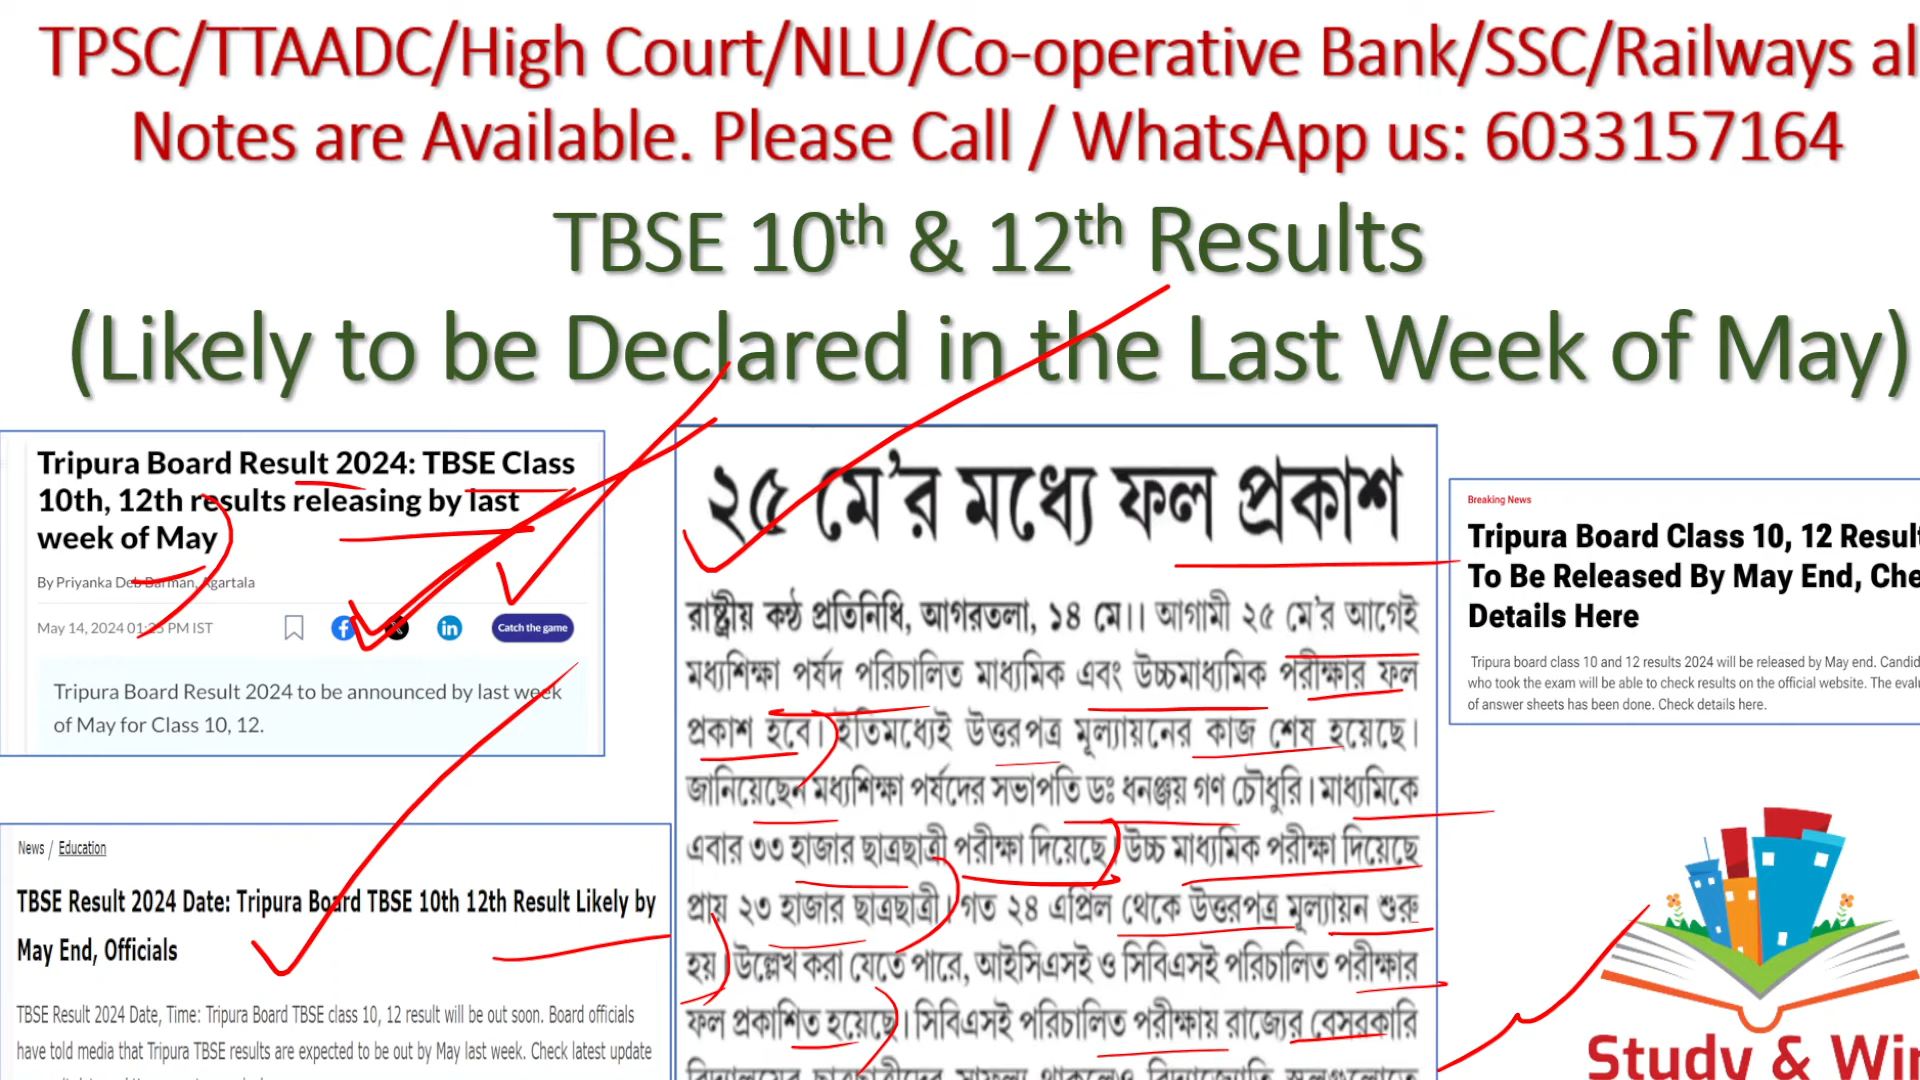 TPSC/TTAADC/High Court/NLU/Co-operative Bank/SSC/Railways al
Notes are Available. Please Call / WhatsApp us: 6033157164
TBSE 10th & 12th Results
(Likely to be Declared in the Last Week of May)
Tripura Board Result 2024: TBSE Class
10th, 12th results releasing by last
week of May
By Priyanka Deb Barman, Agartala
May 14, 2024 01:25 PM IST
Catch the game
Tripura Board Result 2024 to be announced by last week
of May for Class 10, 12.
News / Education
TBSE Result 2024 Date: Tripura Board TBSE 10th 12th Result Likely by
May End, Officials
TBSE Result 2024 Date, Time: Tripura Board TBSE class 10, 12 result will be out soon. Board officials
have told media that Tripura TBSE results are expected to be out by May last week. Check latest update
২৫ মে'র মধ্যে ফল প্রকাশ
রাষ্ট্রীয় কণ্ঠ প্রতিনিধি, আগরতলা, ১৪ মে।। আগামী ২৫ মে'র আগেই
মধ্যশিক্ষা পর্ষদ পরিচালিত মাধ্যমিক এবং উচ্চমাধ্যমিক পরীক্ষার ফল
প্রকাশ হবে। ইতিমধ্যেই উত্তরপত্র মূল্যায়নের কাজ শেষ হয়েছে।
জানিয়েছেন মধ্যশিক্ষা পর্ষদের সভাপতি ডঃ ধনঞ্জয় গণ চৌধুরি। মাধ্যমিকে
এবার ৩৩ হাজার ছাত্রছাত্রী পরীক্ষা দিয়েছে। উচ্চ মাধ্যমিক পরীক্ষা দিয়েছে
প্রায় ২৩ হাজার ছাত্রছাত্রী। গত ২৪ এপ্রিল থেকে উত্তরপত্র মূল্যায়ন শুরু
হয়। উল্লেখ করা যেতে পারে, আইসিএসই ও সিবিএসই পরিচালিত পরীক্ষার
ফল প্রকাশিত হয়েছে। সিবিএসই পরিচালিত পরীক্ষায় রাজ্যের বেসরকারি
বিদ্যালয়ের ছাত্রছাত্রীদের সাফল্য থাকলেও বিদ্যাজ্যোতি স্কুলগুলোতে
Breaking News
Tripura Board Class 10, 12 Result
To Be Released By May End, Che
Details Here
Tripura board class 10 and 12 results 2024 will be released by May end. Candid
who took the exam will be able to check results on the official website. The eval
of answer sheets has been done. Check details here.
Study & Win